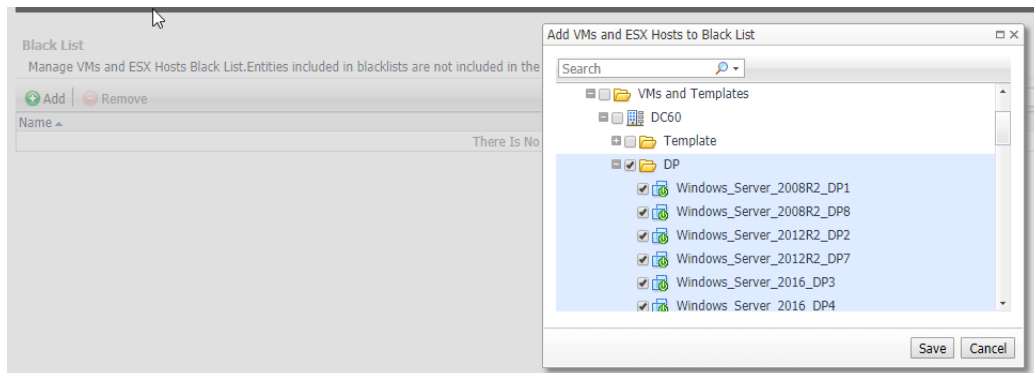 Black List
Manage VMs and ESX Hosts Black List.Entities included in blacklists are not included in the
Add Remove
Name
There Is No
Add VMs and ESX Hosts to Black List
Search
VMs and Templates
DC60
Template
DP
Windows_Server_2008R2_DP1
Windows_Server_2008R2_DP8
Windows_Server_2012R2_DP2
Windows_Server_2012R2_DP7
Windows_Server_2016_DP3
Windows_Server_2016_DP4
Save Cancel